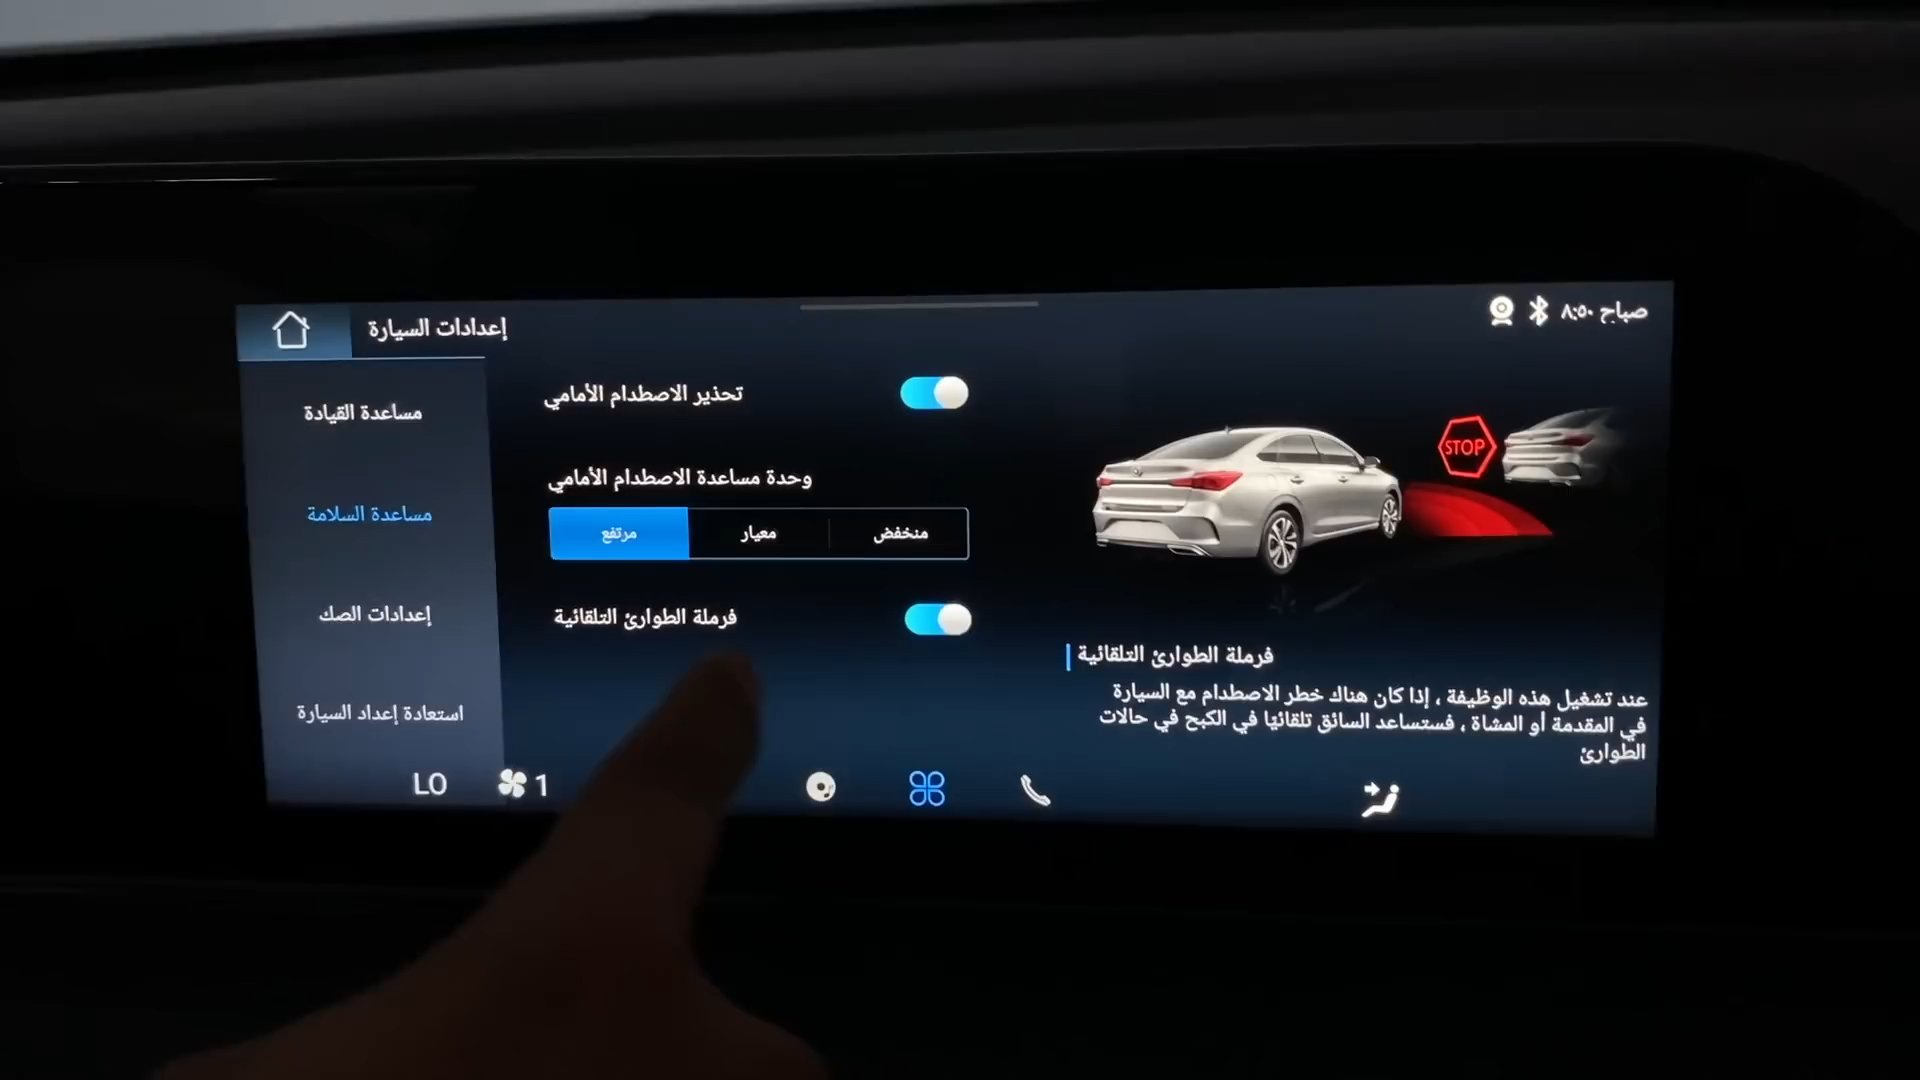 إعدادات السيارة
صباح ٨:٥٠
مساعدة القيادة
مساعدة السلامة
إعدادات الصك
استعادة إعداد السيارة
تحذير الاصطدام الأمامي
وحدة مساعدة الاصطدام الأمامي
مرتفع
معيار
منخفض
فرملة الطوارئ التلقائية
STOP
فرملة الطوارئ التلقائية
عند تشغيل هذه الوظيفة ، إذا كان هناك خطر الاصطدام مع السيارة
في المقدمة أو المشاة ، فستساعد السائق تلقائيًا في الكبح في حالات
الطوارئ
LO
1